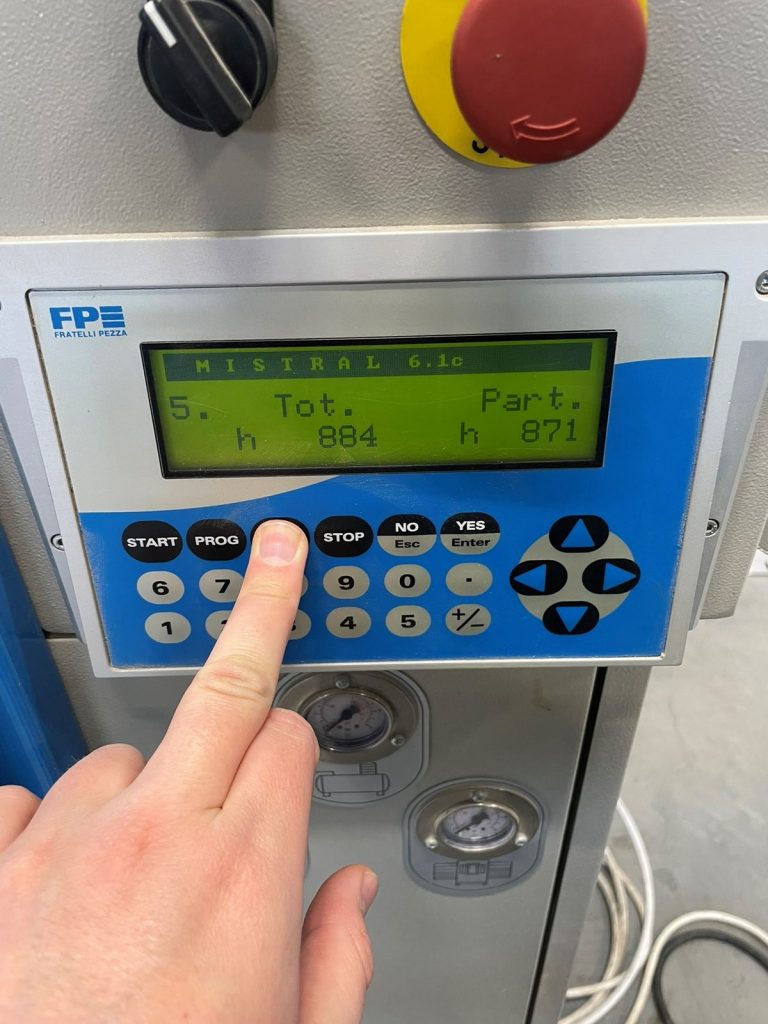 FPE
FRATELLI PEZZA
MISTRAL 6.1c
5. Tot. Part.
h 884 h 871
START PROG STOP NO Esc YES Enter
6 7 9 0 .
1 4 5 +/-